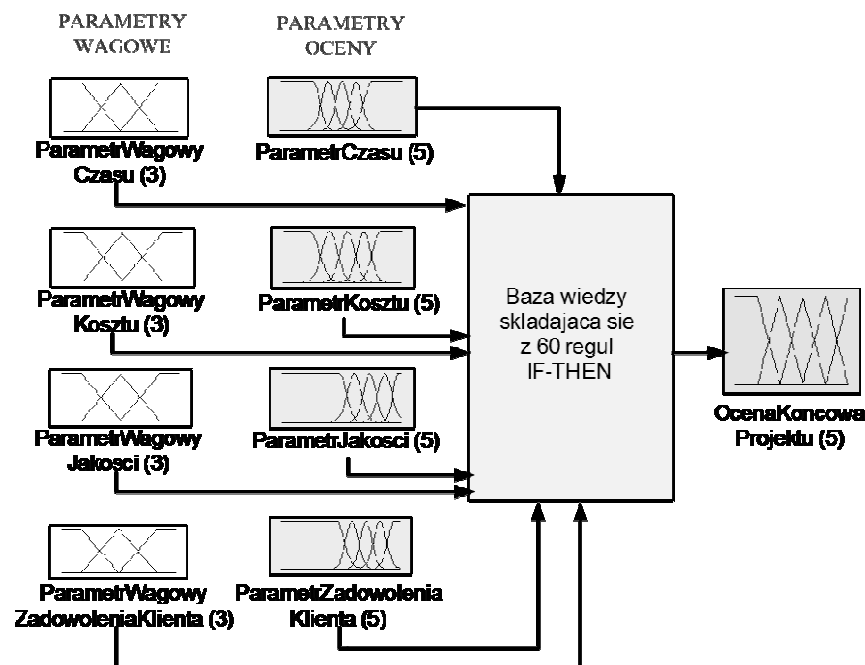 PARAMETRY
WAGOWE
PARAMETRY
OCENY
ParametrWagowy
Czasu (3)
ParametrCzasu (5)
ParametrWagowy
Kosztu (3)
ParametrKosztu (5)
ParametrWagowy
Jakosci (3)
ParametrJakosci (5)
ParametrWagowy
ZadowoleniaKlienta (3)
ParametrZadowolenia
Klienta (5)
Baza wiedzy
skladajaca sie
z 60 regul
IF-THEN
OcenaKoncowa
Projektu (5)